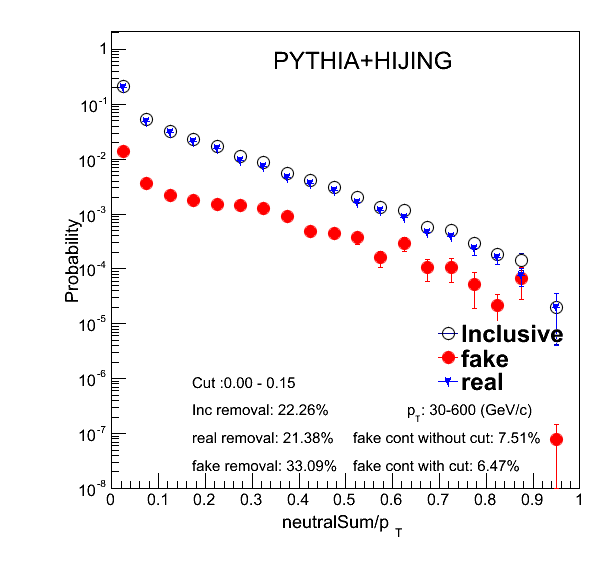 PYTHIA+HIJING
1
10^-1
10^-2
10^-3
10^-4
10^-5
10^-6
10^-7
10^-8
Probability
Inclusive
fake
real
Cut :0.00 - 0.15
Inc removal: 22.26%
p_T: 30-600 (GeV/c)
real removal: 21.38%
fake cont without cut: 7.51%
fake removal: 33.09%
fake cont with cut: 6.47%
0 0.1 0.2 0.3 0.4 0.5 0.6 0.7 0.8 0.9 1
neutralSum/p_T